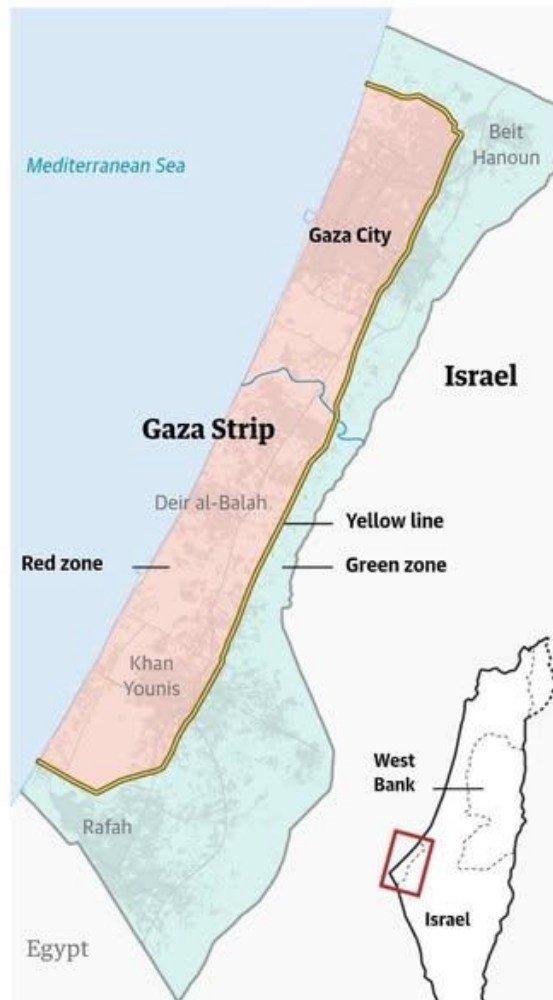 Mediterranean Sea
Beit
Hanoun
Gaza City
Israel
Gaza Strip
Deir al-Balah
Yellow line
Red zone
Green zone
Khan
Younis
West
Bank
Rafah
Israel
Egypt